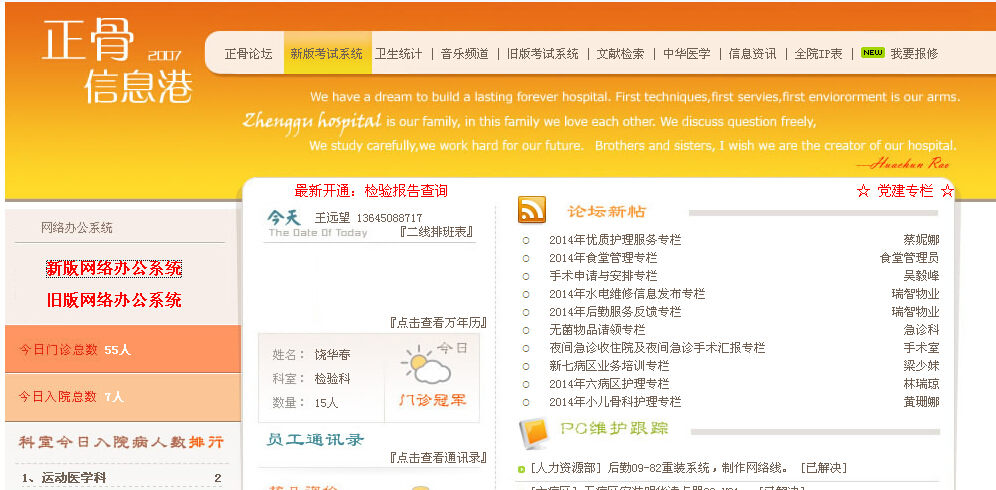 正骨 2007
信息港
正骨论坛 新版考试系统 卫生统计 | 音乐频道 | 旧版考试系统 | 文献检索 | 中华医学 | 信息资讯 | 全院IP表 | NEW 我要报修
We have a dream to build a lasting forever hospital. First techniques,first servies,first enviororment is our arms.
Zhenggu hospital is our family, in this family we love each other. We discuss question freely,
We study carefully,we work hard for our future. Brothers and sisters, I wish we are the creator of our hospital.
—Huachun Rao
最新开通：检验报告查询
☆ 党建专栏 ☆
网络办公系统
新版网络办公系统
旧版网络办公系统
今日门诊总数 55人
今日入院总数 7人
科室今日入院病人数排行
1、运动医学科 2
今天 王远望 13645088717
The Date Of Today 『二线排班表』
『点击查看万年历』
姓名： 饶华春
科室： 检验科
数量： 15人
今日
门诊冠军
员工通讯录
『点击查看通讯录』
论坛新帖
2014年优质护理服务专栏 蔡妮娜
2014年食堂管理专栏 食堂管理员
手术申请与安排专栏 吴毅峰
2014年水电维修信息发布专栏 瑞智物业
2014年后勤服务反馈专栏 瑞智物业
无菌物品请领专栏 急诊科
夜间急诊收住院及夜间急诊手术汇报专栏 手术室
新七病区业务培训专栏 梁少妹
2014年六病区护理专栏 林瑞琼
2014年小儿骨科护理专栏 黄珊娜
PC维护跟踪
[人力资源部] 后勤09-82重装系统，制作网络线。 [已解决]